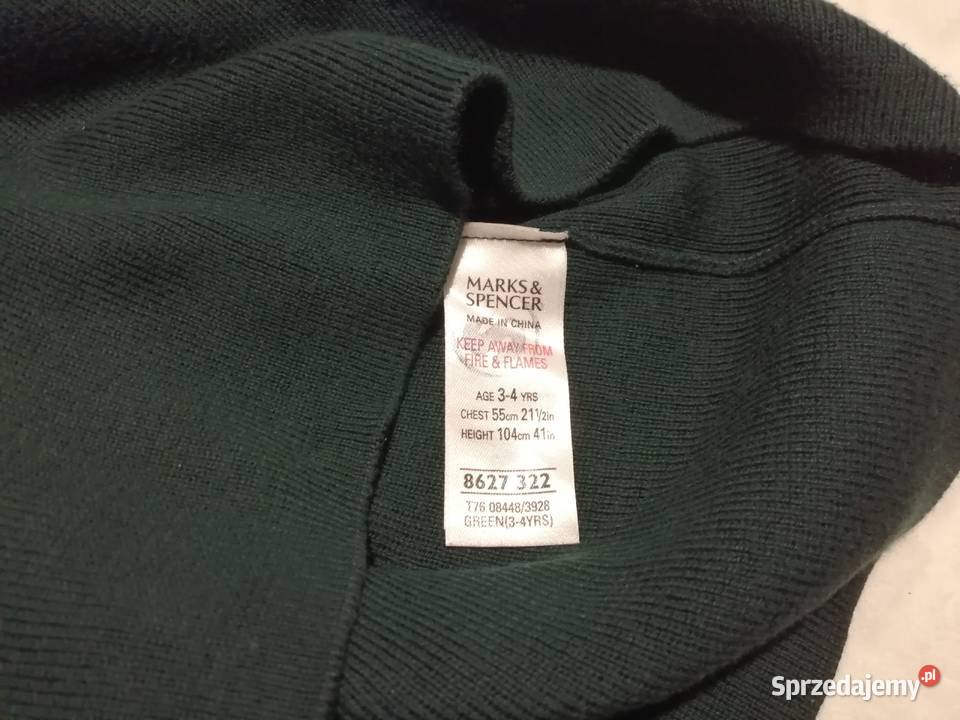 MARKS &
SPENCER
MADE IN CHINA
KEEP AWAY FROM
FIRE & FLAMES
AGE 3-4 YRS
CHEST 55cm 21½in
HEIGHT 104cm 41in
8627 322
T76 08448/3928
GREEN(3-4YRS)
Sprzedajemy.pl